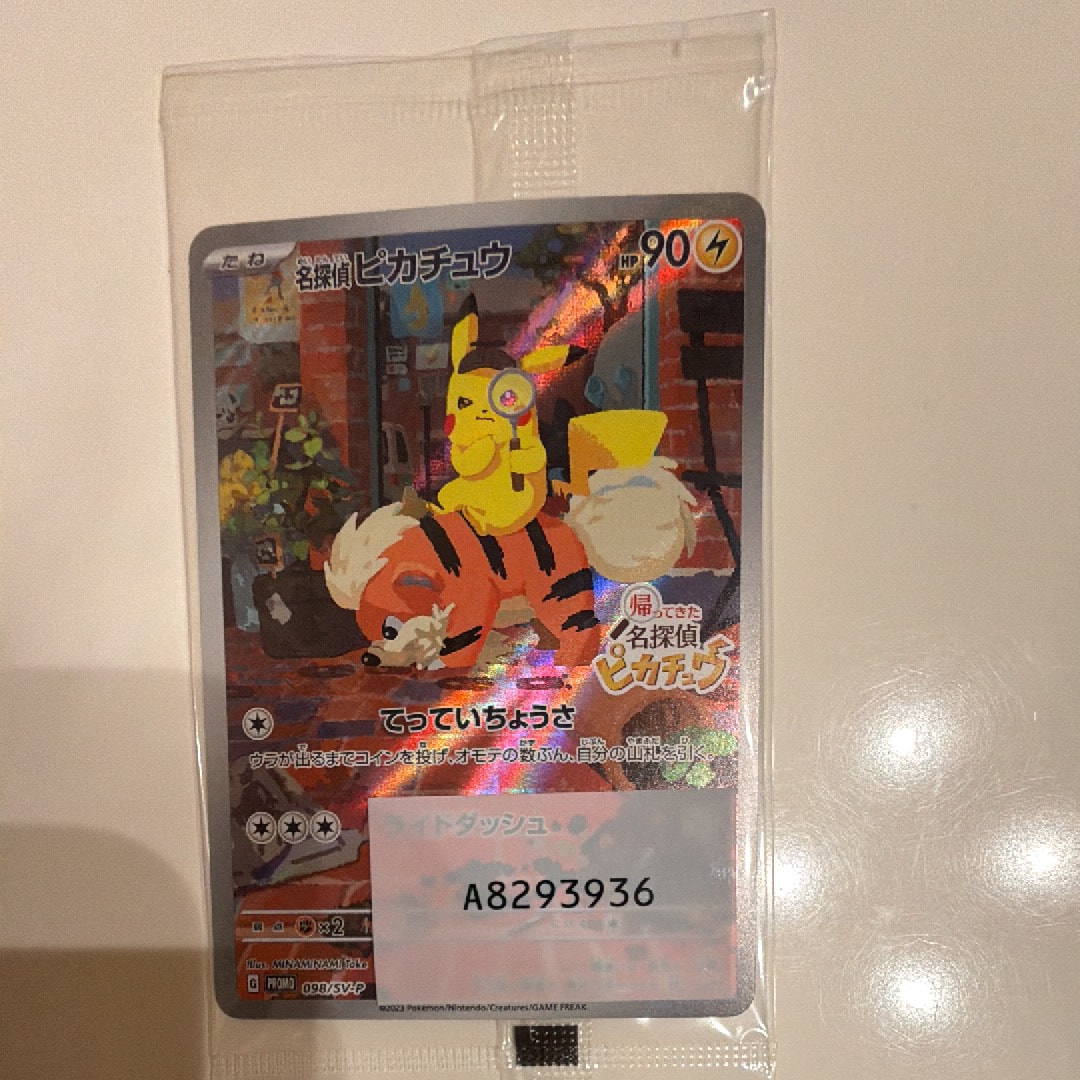 たね
名探偵ピカチュウ
HP90
帰ってきた
名探偵
ピカチュウ
てっていちょうさ
ウラが出るまでコインを投げ、オモテの数ぶん、自分の山札を引く。
ライドダッシュ
A8293936
弱点 ×2
Illus. MINAMINAMI Take
G PROMO 098/SV-P
©2023 Pokémon/Nintendo/Creatures/GAME FREAK